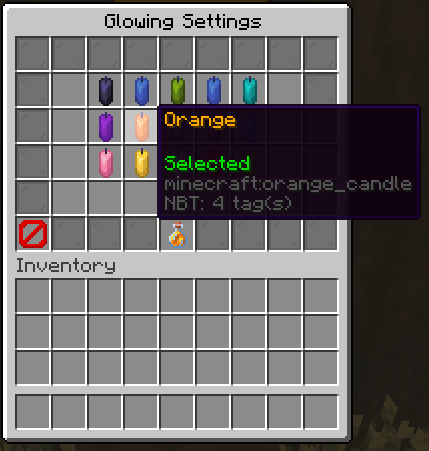 Glowing Settings
Orange
Selected
minecraft:orange_candle
NBT: 4 tag(s)
Inventory